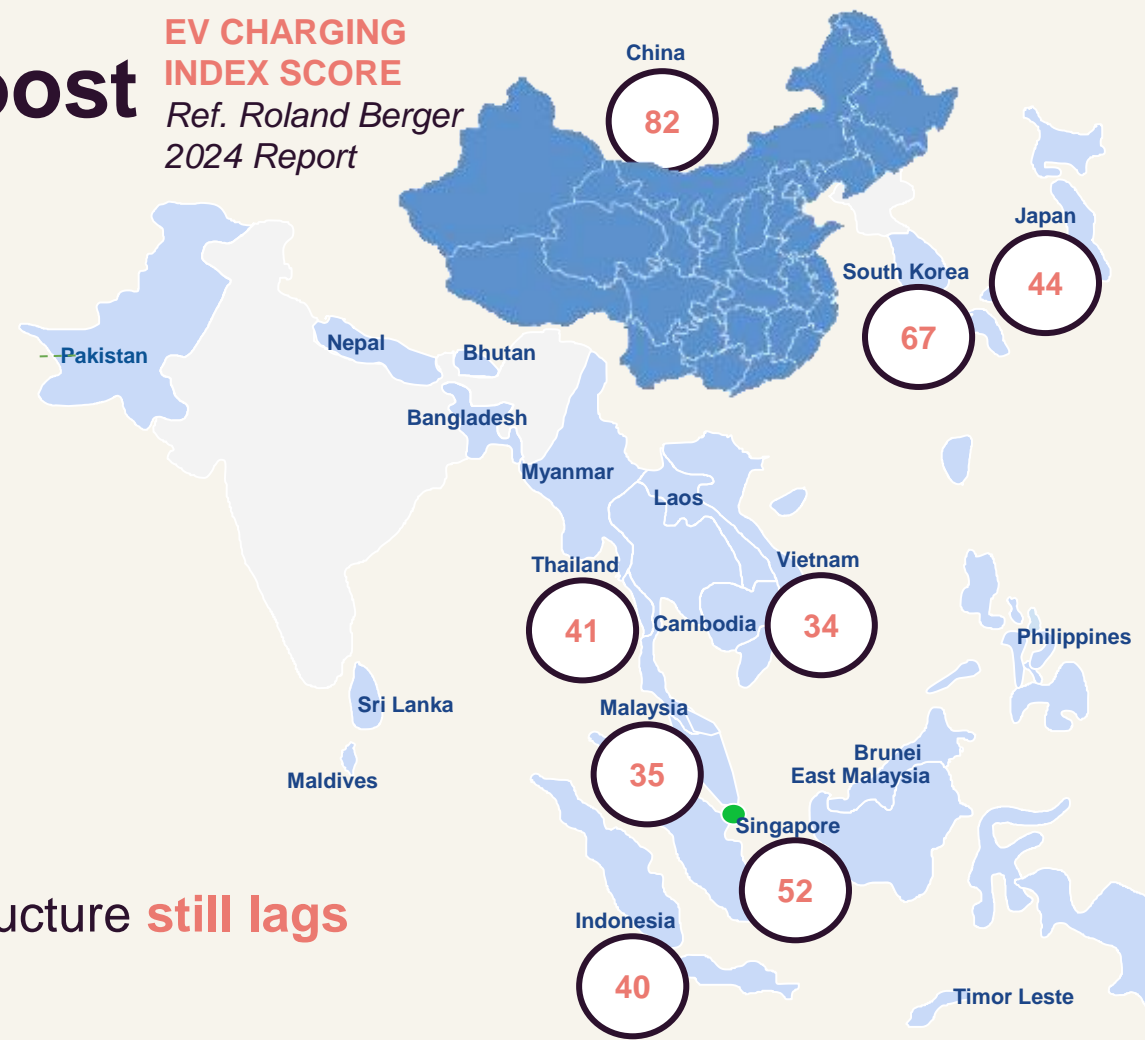 oost
EV CHARGING
INDEX SCORE
Ref. Roland Berger
2024 Report
China
82
Japan
44
South Korea
67
Pakistan
Nepal
Bhutan
Bangladesh
Myanmar
Laos
Thailand
41
Vietnam
34
Cambodia
Philippines
Sri Lanka
Maldives
Malaysia
35
Brunei
East Malaysia
Singapore
52
Indonesia
40
Timor Leste
ucture still lags